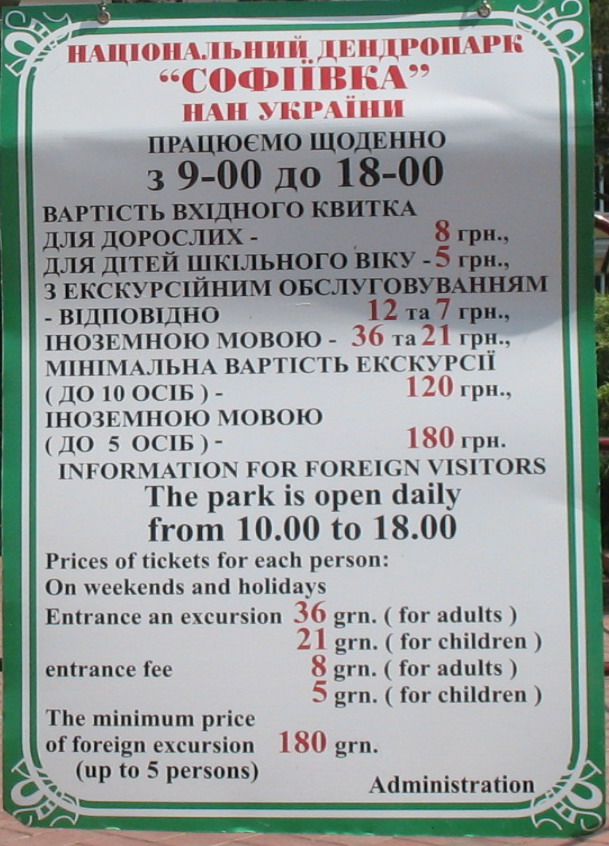 НАЦІОНАЛЬНИЙ ДЕНДРОПАРК
“СОФІЇВКА”
НАН УКРАЇНИ
ПРАЦЮЄМО ЩОДЕННО
з 9-00 до 18-00
ВАРТІСТЬ ВХІДНОГО КВИТКА
ДЛЯ ДОРОСЛИХ - 8 грн.,
ДЛЯ ДІТЕЙ ШКІЛЬНОГО ВІКУ - 5 грн.,
З ЕКСКУРСІЙНИМ ОБСЛУГОВУВАННЯМ
- ВІДПОВІДНО 12 та 7 грн.,
ІНОЗЕМНОЮ МОВОЮ - 36 та 21 грн.,
МІНІМАЛЬНА ВАРТІСТЬ ЕКСКУРСІЇ
( ДО 10 ОСІБ ) - 120 грн.,
ІНОЗЕМНОЮ МОВОЮ
( ДО 5 ОСІБ ) - 180 грн.
INFORMATION FOR FOREIGN VISITORS
The park is open daily
from 10.00 to 18.00
Prices of tickets for each person:
On weekends and holidays
Entrance an excursion 36 grn. ( for adults )
21 grn. ( for children )
entrance fee 8 grn. ( for adults )
5 grn. ( for children )
The minimum price
of foreign excursion 180 grn.
(up to 5 persons)
Administration